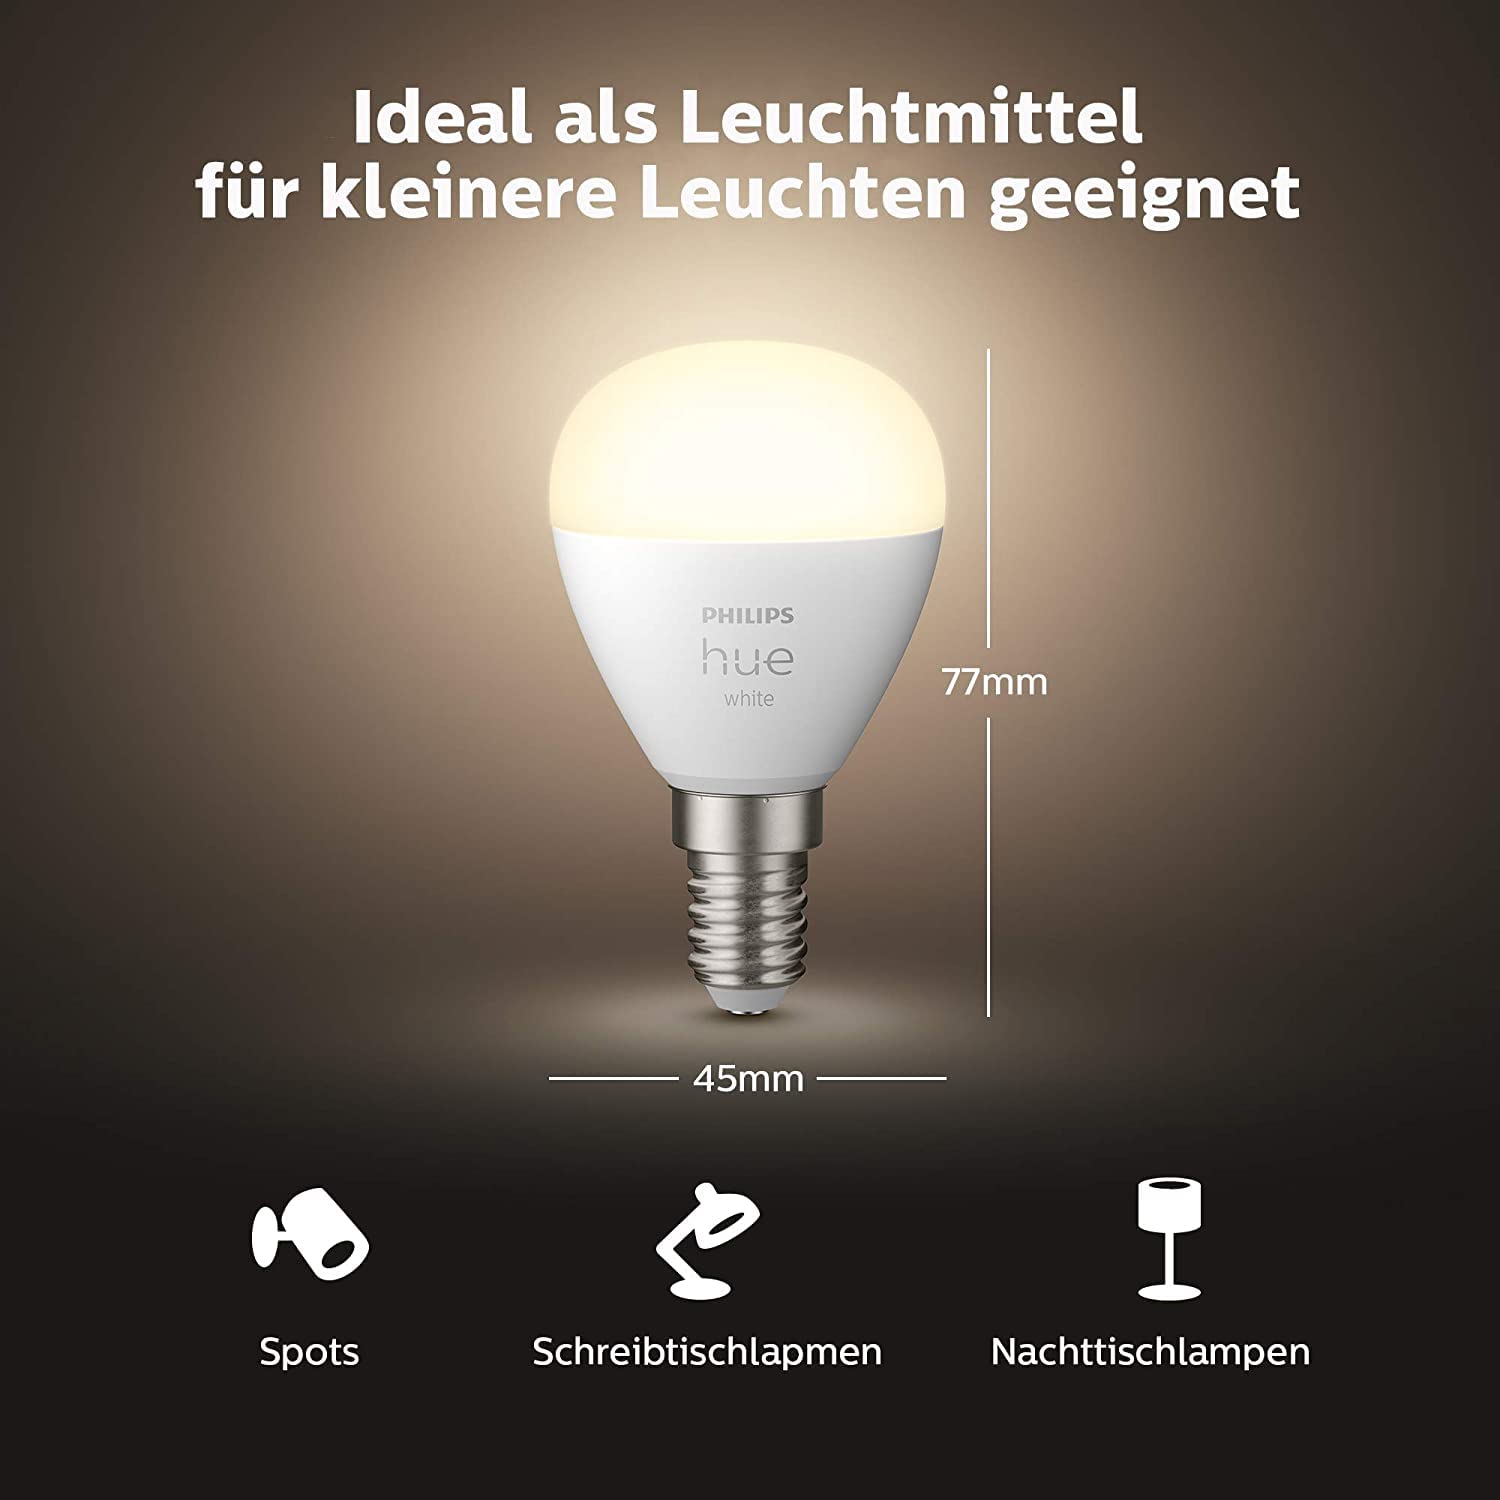 Ideal als Leuchtmittel
für kleinere Leuchten geeignet
PHILIPS
hue
white
77mm
45mm
Spots
Schreibtischlapmen
Nachttischlampen